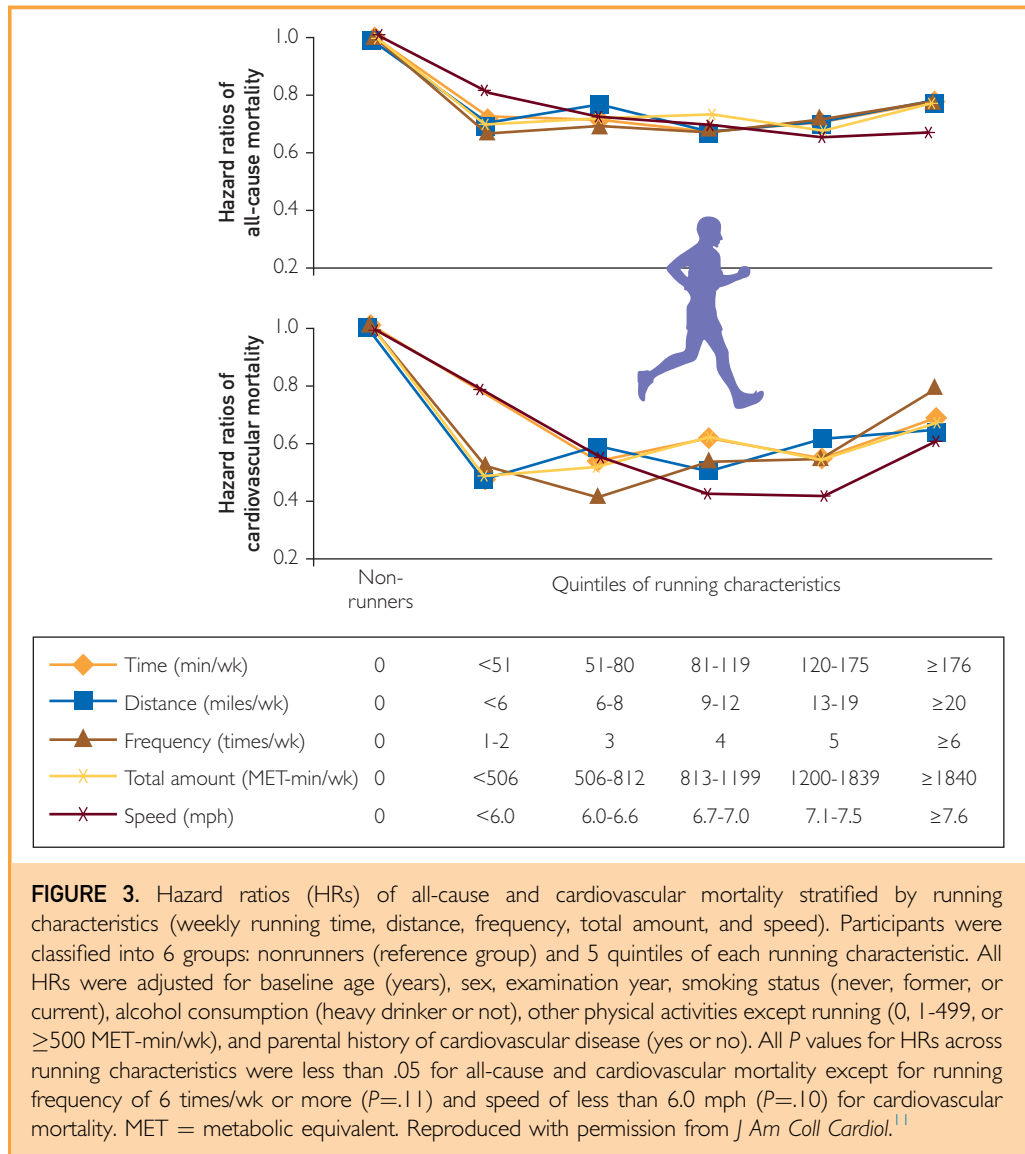 Hazard ratios of
all-cause mortality
1.0
0.8
0.6
0.4
0.2
Hazard ratios of
cardiovascular mortality
1.0
0.8
0.6
0.4
0.2
Non-
runners
Quintiles of running characteristics
Time (min/wk) 0 <51 51-80 81-119 120-175 ≥176
Distance (miles/wk) 0 <6 6-8 9-12 13-19 ≥20
Frequency (times/wk) 0 1-2 3 4 5 ≥6
Total amount (MET-min/wk) 0 <506 506-812 813-1199 1200-1839 ≥1840
Speed (mph) 0 <6.0 6.0-6.6 6.7-7.0 7.1-7.5 ≥7.6
FIGURE 3. Hazard ratios (HRs) of all-cause and cardiovascular mortality stratified by running
characteristics (weekly running time, distance, frequency, total amount, and speed). Participants were
classified into 6 groups: nonrunners (reference group) and 5 quintiles of each running characteristic. All
HRs were adjusted for baseline age (years), sex, examination year, smoking status (never, former, or
current), alcohol consumption (heavy drinker or not), other physical activities except running (0, 1-499, or
≥500 MET-min/wk), and parental history of cardiovascular disease (yes or no). All P values for HRs across
running characteristics were less than .05 for all-cause and cardiovascular mortality except for running
frequency of 6 times/wk or more (P=.11) and speed of less than 6.0 mph (P=.10) for cardiovascular
mortality. MET = metabolic equivalent. Reproduced with permission from J Am Coll Cardiol.11